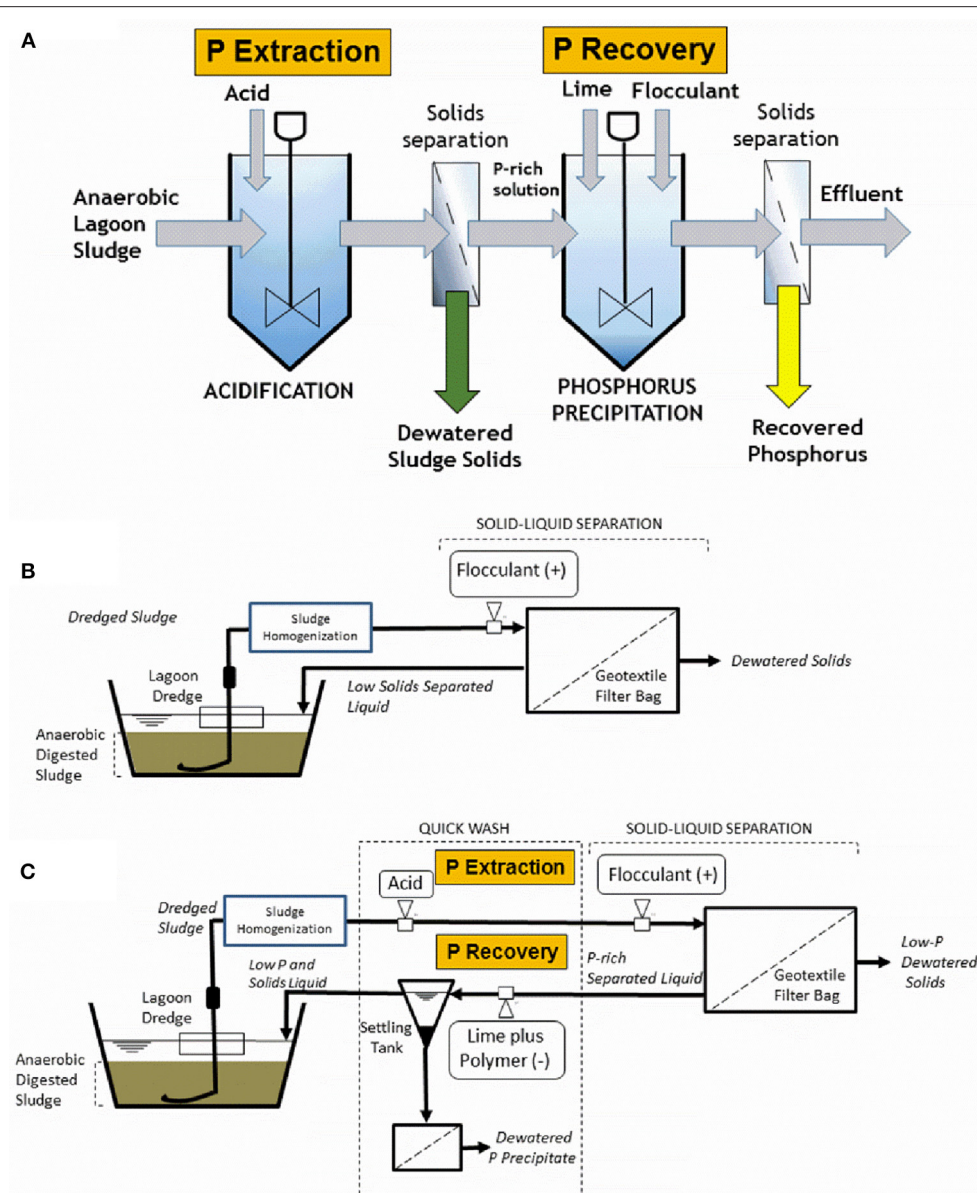 A
P Extraction
P Recovery
Acid
Solids
separation
Lime
Flocculant
Solids
separation
Anaerobic
Lagoon
Sludge
P-rich
solution
Effluent
ACIDIFICATION
PHOSPHORUS
PRECIPITATION
Dewatered
Sludge Solids
Recovered
Phosphorus
B
SOLID-LIQUID SEPARATION
Flocculant (+)
Dredged Sludge
Sludge
Homogenization
Lagoon
Dredge
Low Solids Separated
Liquid
Geotextile
Filter Bag
Dewatered Solids
Anaerobic
Digested
Sludge
C
QUICK WASH
SOLID-LIQUID SEPARATION
P Extraction
Acid
Flocculant (+)
Dredged
Sludge
Sludge
Homogenization
P Recovery
Low P and
Solids Liquid
P-rich
Separated Liquid
Geotextile
Filter Bag
Low-P
Dewatered
Solids
Lagoon
Dredge
Settling
Tank
Lime plus
Polymer (-)
Anaerobic
Digested
Sludge
Dewatered
P Precipitate